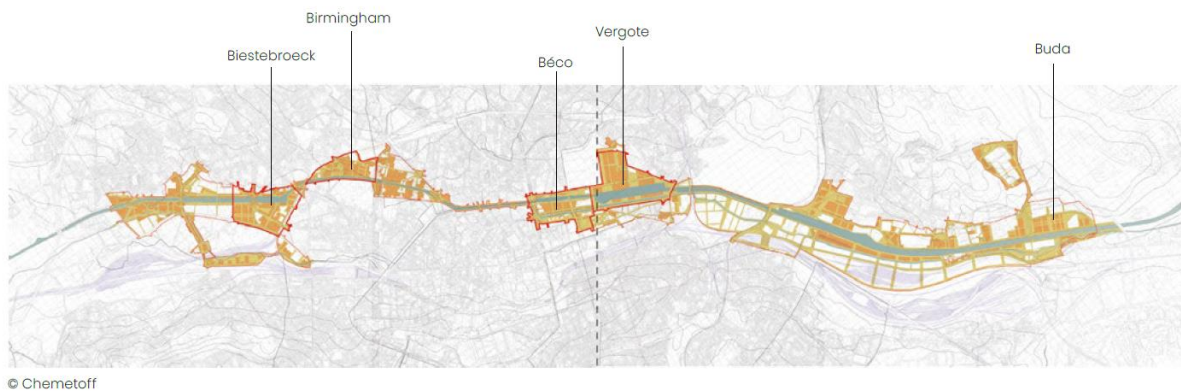 Birmingham
Vergote
Biestebroeck
Buda
Béco
© Chemetoff